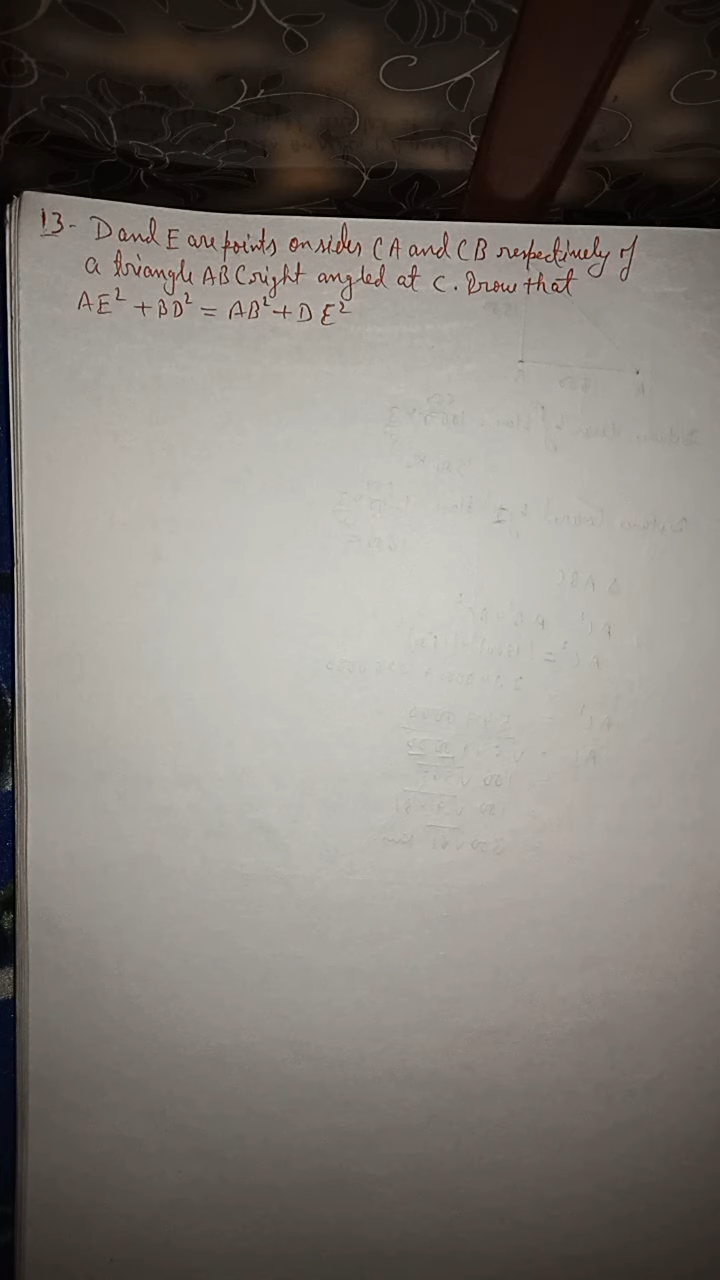 13- D and E are points on sides CA and CB respectively of
a triangle ABC right angled at C. Prove that
AE² + BD² = AB² + DE²